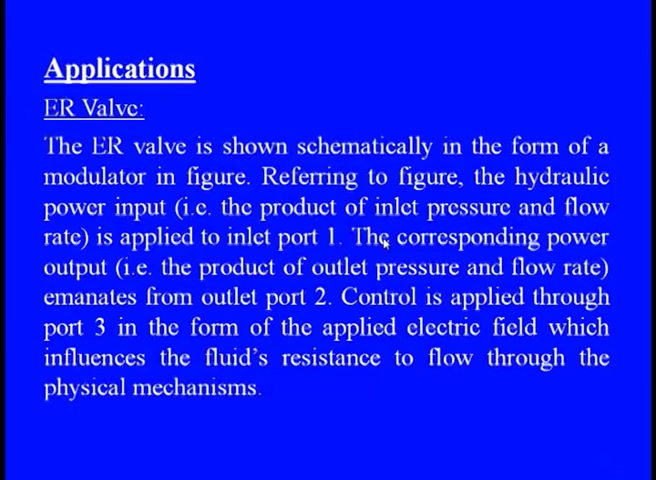 Applications
ER Valve:
The ER valve is shown schematically in the form of a
modulator in figure. Referring to figure, the hydraulic
power input (i.e. the product of inlet pressure and flow
rate) is applied to inlet port 1. The corresponding power
output (i.e. the product of outlet pressure and flow rate)
emanates from outlet port 2. Control is applied through
port 3 in the form of the applied electric field which
influences the fluid's resistance to flow through the
physical mechanisms.